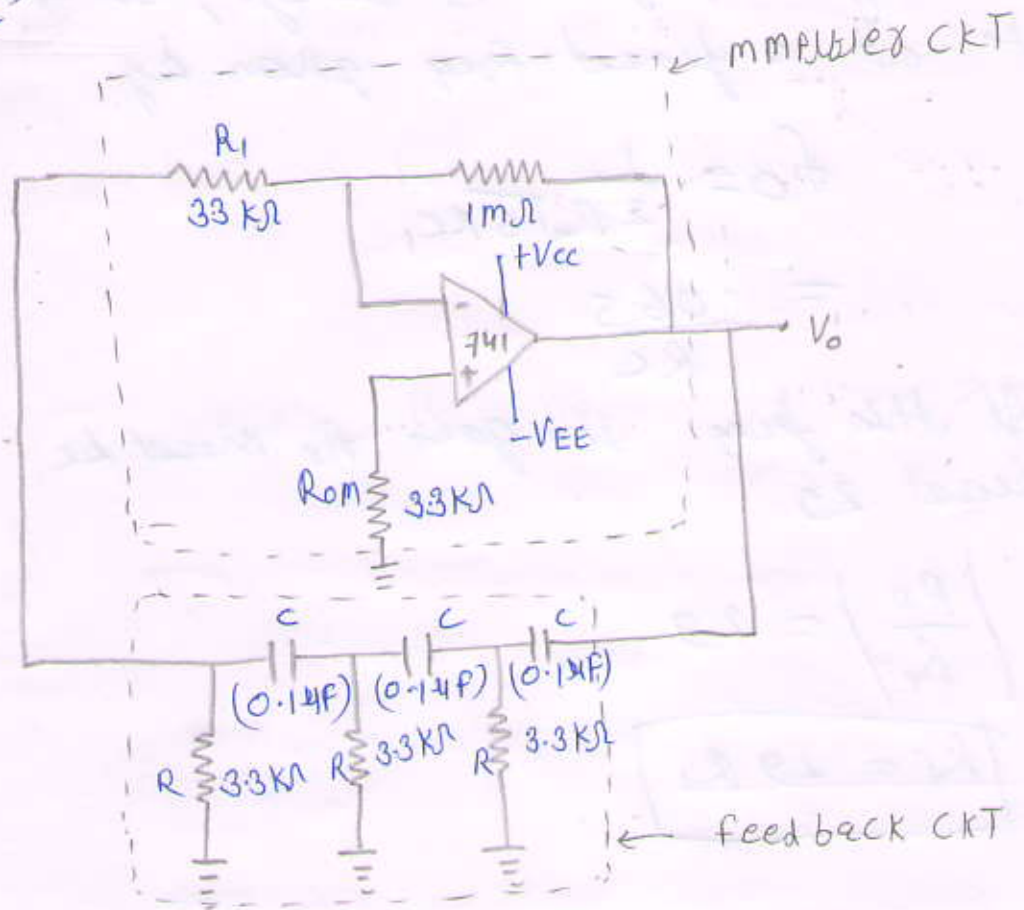 mmplifier CKT
R1
33 KΩ
1mΩ
+Vcc
-
741
+
Vo
-VEE
ROM 33KΩ
C C C
(0.1μf) (0.1μf) (0.1μf)
R 3.3KΩ R 3.3KΩ R 3.3KΩ
feedback CKT